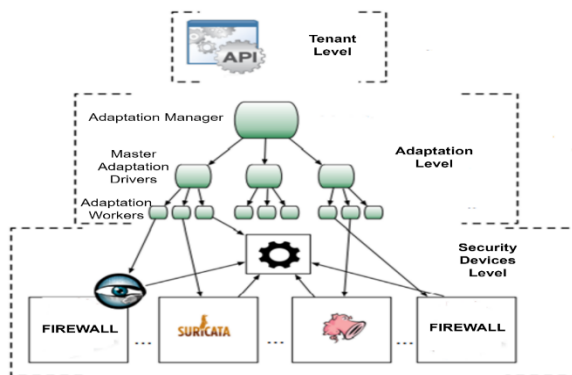 API
Tenant
Level
Adaptation Manager
Master
Adaptation
Drivers
Adaptation
Workers
Adaptation
Level
Security
Devices
Level
FIREWALL
...
SURICATA
...
...
FIREWALL